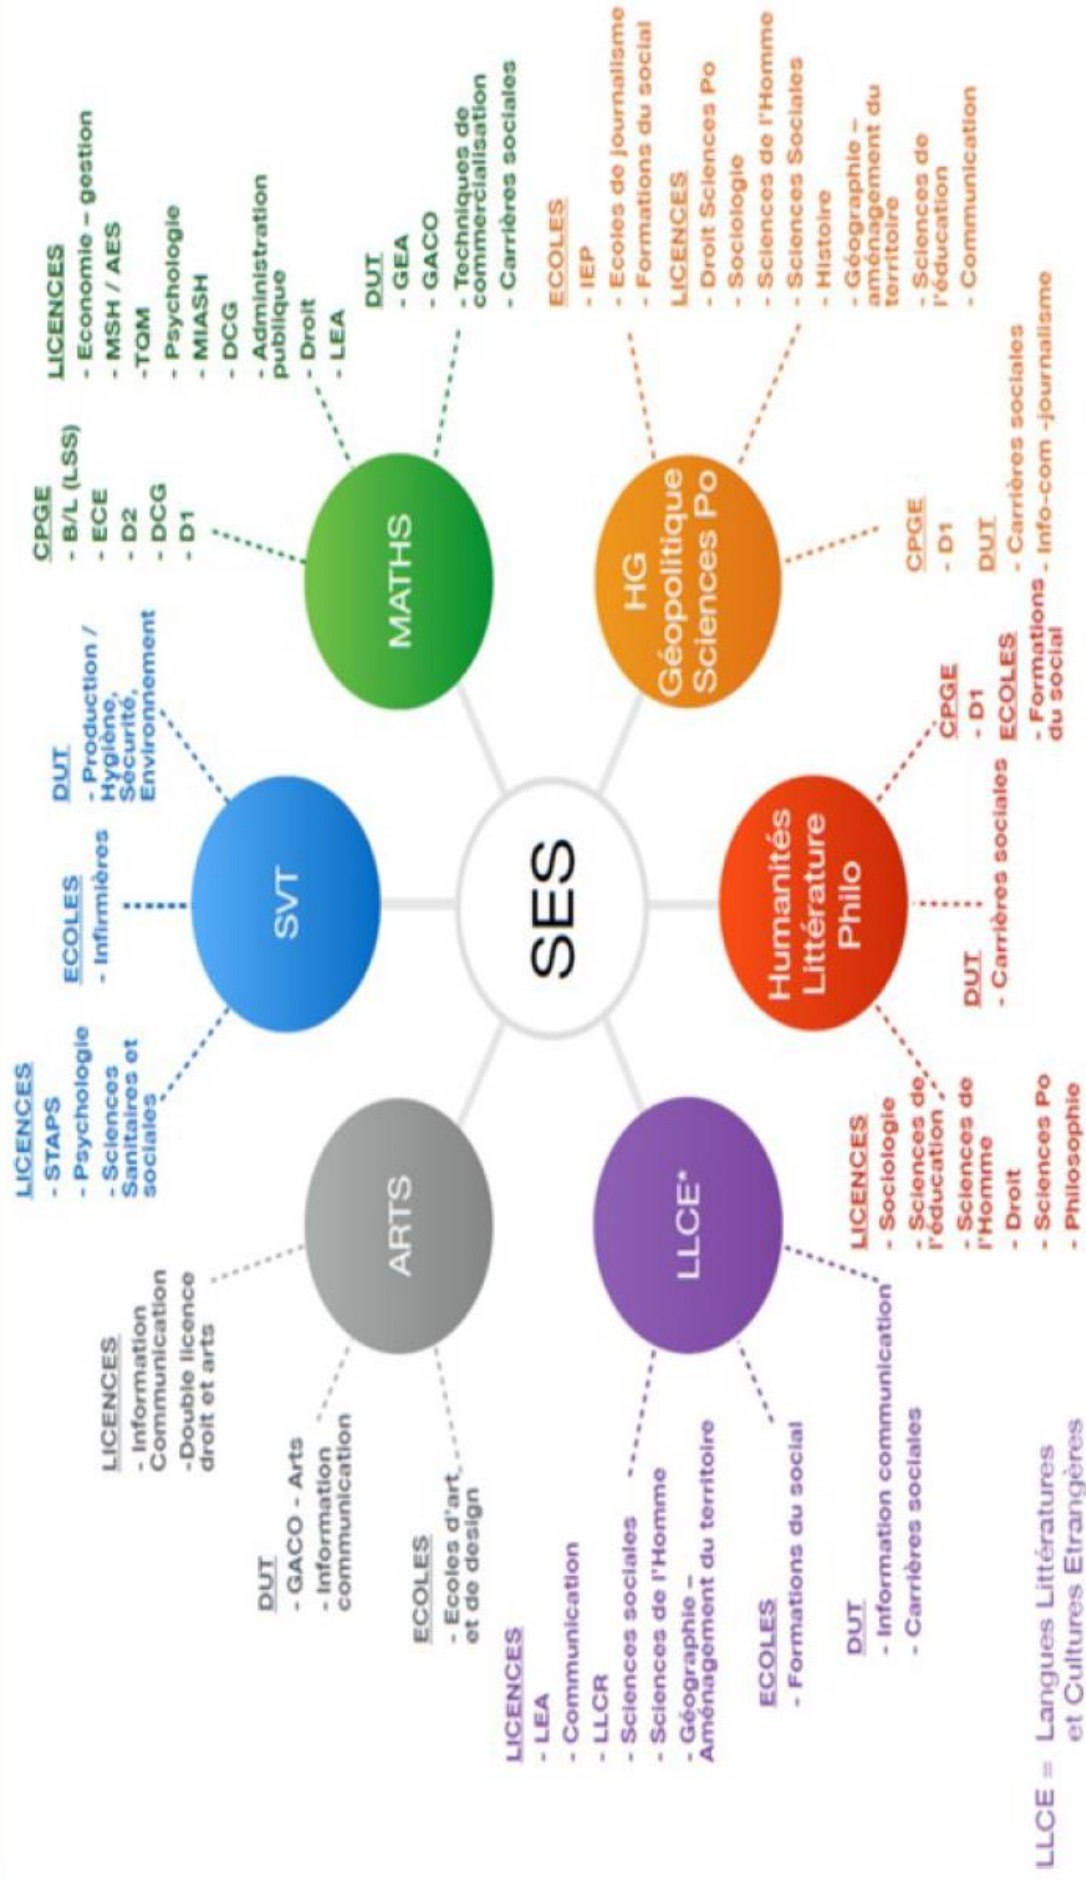 LICENCES
- STAPS
- Psychologie
- Sciences
Sanitaires et
sociales
ECOLES
- Infirmières
DUT
- Production /
Hygiène,
Sécurité,
Environnement
SVT
CPGE
- B/L (LSS)
- ECE
- D2
- DCG
- D1
LICENCES
- Economie – gestion
- MSH / AES
-TQM
- Psychologie
- MIASH
- DCG
- Administration
publique
- Droit
- LEA
DUT
- GEA
- GACO
- Techniques de
commercialisation
- Carrières sociales
MATHS
LICENCES
- Information
Communication
-Double licence
droit et arts
DUT
- GACO - Arts
- Information
communication
ECOLES
- Ecoles d'art
et de design
ARTS
SES
ECOLES
- IEP
- Ecoles de journalisme
- Formations du social
LICENCES
- Droit Sciences Po
- Sociologie
- Sciences de l'Homme
- Sciences Sociales
- Histoire
- Géographie –
aménagement du
territoire
- Sciences de
l'éducation
- Communication
HG
Géopolitique
Sciences Po
CPGE
- D1
DUT
- Carrières sociales
- Info-com -journalisme
LLCE*
LICENCES
- LEA
- Communication
- LLCR
- Sciences sociales
- Sciences de l'Homme
- Géographie –
Aménagement du territoire
ECOLES
- Formations du social
DUT
- Information communication
- Carrières sociales
Humanités
Littérature
Philo
LICENCES
- Sociologie
- Sciences de
l'éducation
- Sciences de
l'Homme
- Droit
- Sciences Po
- Philosophie
DUT
- Carrières sociales
CPGE
- D1
ECOLES
- Formations
du social
LLCE = Langues Littératures
et Cultures Etrangères